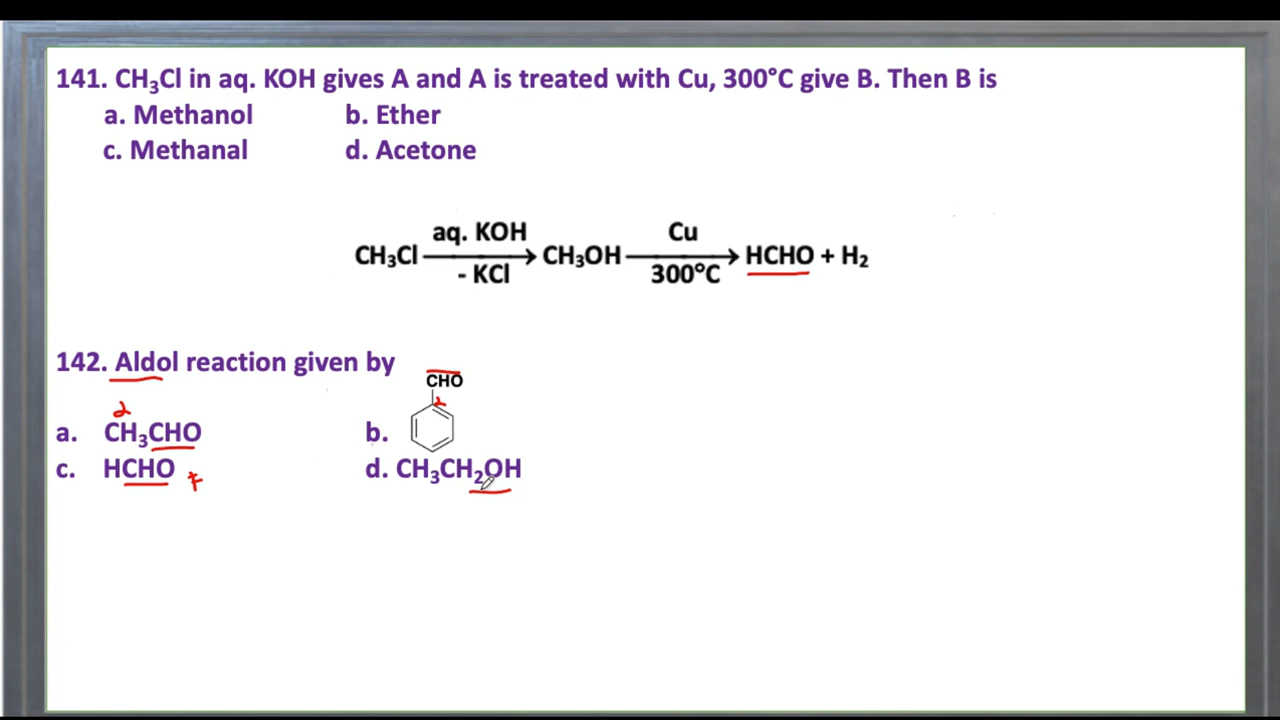 141. CH₃Cl in aq. KOH gives A and A is treated with Cu, 300°C give B. Then B is
a. Methanol b. Ether
c. Methanal d. Acetone
aq. KOH Cu
CH₃Cl CH₃OH HCHO + H₂
- KCl 300°C
142. Aldol reaction given by
CHO
α α
a. CH₃CHO b.
c. HCHO d. CH₃CH₂OH